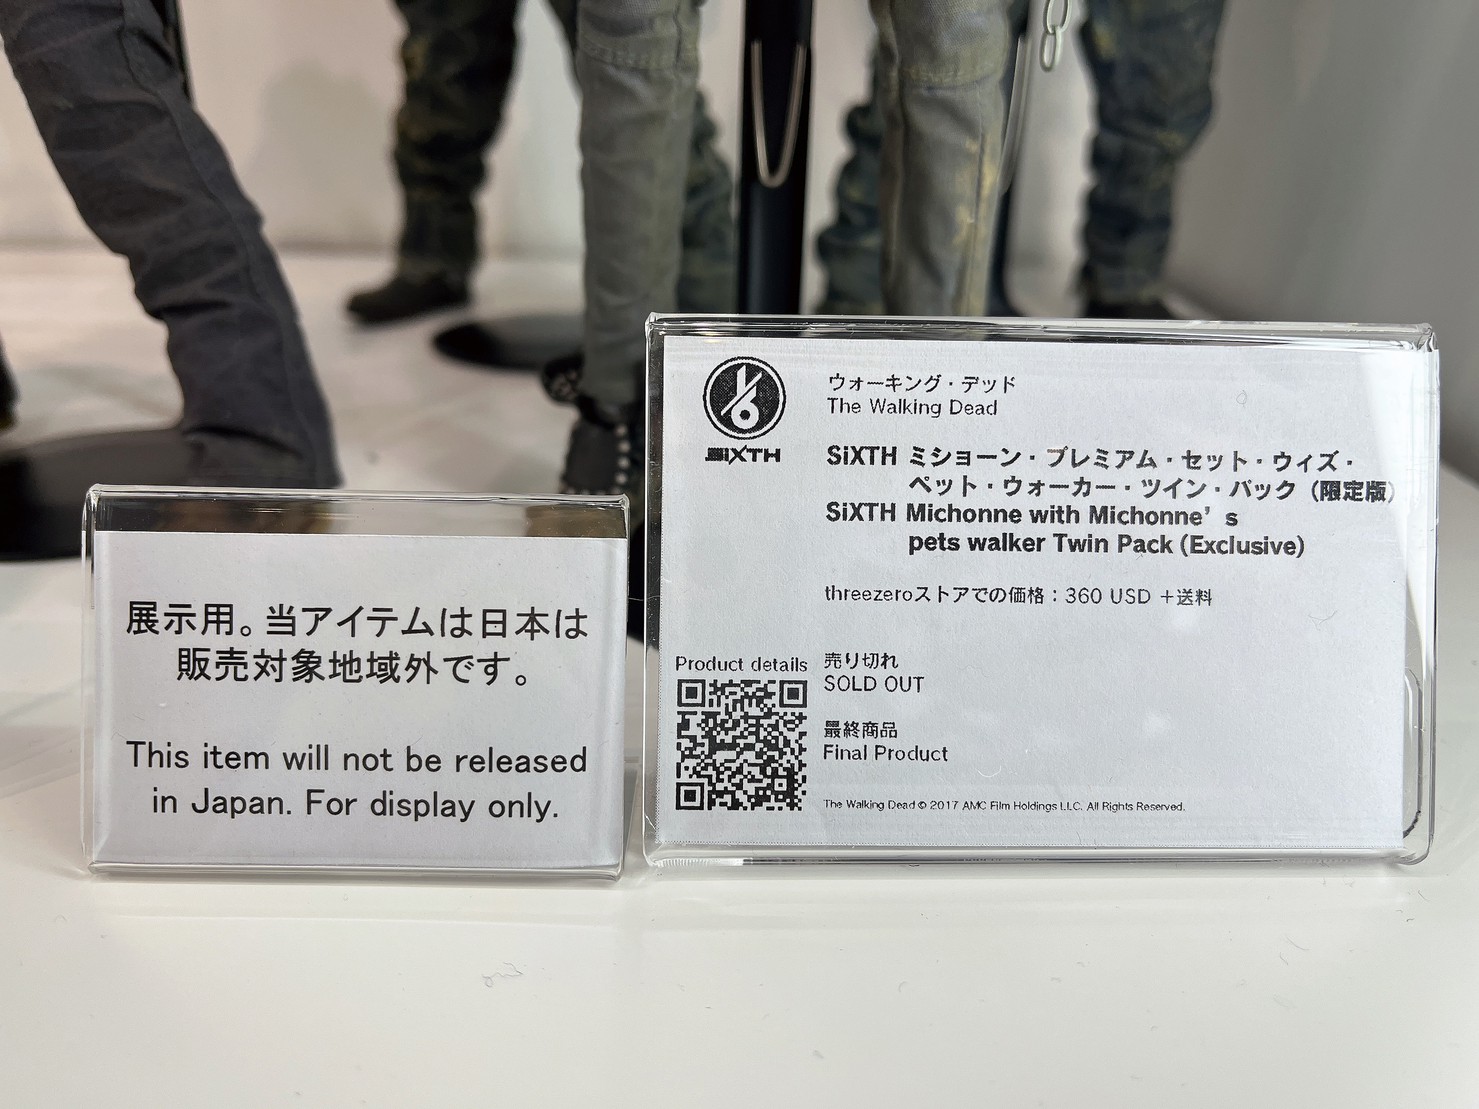 展示用。当アイテムは日本は
販売対象地域外です。
This item will not be released
in Japan. For display only.
SiXTH
ウォーキング・デッド
The Walking Dead
SiXTH ミショーン・プレミアム・セット・ウィズ・
ペット・ウォーカー・ツイン・パック（限定版）
SiXTH Michonne with Michonne’s
pets walker Twin Pack (Exclusive)
threezeroストアでの価格：360 USD ＋送料
Product details
売り切れ
SOLD OUT
最終商品
Final Product
The Walking Dead © 2017 AMC Film Holdings LLC. All Rights Reserved.